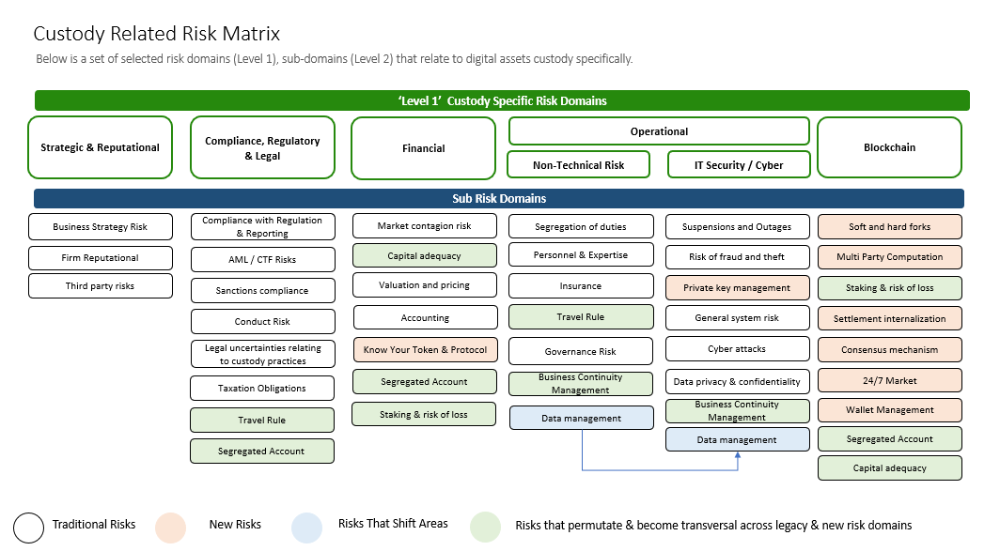 Custody Related Risk Matrix
Below is a set of selected risk domains (Level 1), sub-domains (Level 2) that relate to digital assets custody specifically.
‘Level 1’ Custody Specific Risk Domains
Strategic & Reputational
Compliance, Regulatory
& Legal
Financial
Operational
Non-Technical Risk
IT Security / Cyber
Blockchain
Sub Risk Domains
Business Strategy Risk
Firm Reputational
Third party risks
Compliance with Regulation
& Reporting
AML / CTF Risks
Sanctions compliance
Conduct Risk
Legal uncertainties relating
to custody practices
Taxation Obligations
Travel Rule
Segregated Account
Market contagion risk
Capital adequacy
Valuation and pricing
Accounting
Know Your Token & Protocol
Segregated Account
Staking & risk of loss
Segregation of duties
Personnel & Expertise
Insurance
Travel Rule
Governance Risk
Business Continuity
Management
Data management
Suspensions and Outages
Risk of fraud and theft
Private key management
General system risk
Cyber attacks
Data privacy & confidentiality
Business Continuity
Management
Data management
Soft and hard forks
Multi Party Computation
Staking & risk of loss
Settlement internalization
Consensus mechanism
24/7 Market
Wallet Management
Segregated Account
Capital adequacy
Traditional Risks
New Risks
Risks That Shift Areas
Risks that permutate & become transversal across legacy & new risk domains